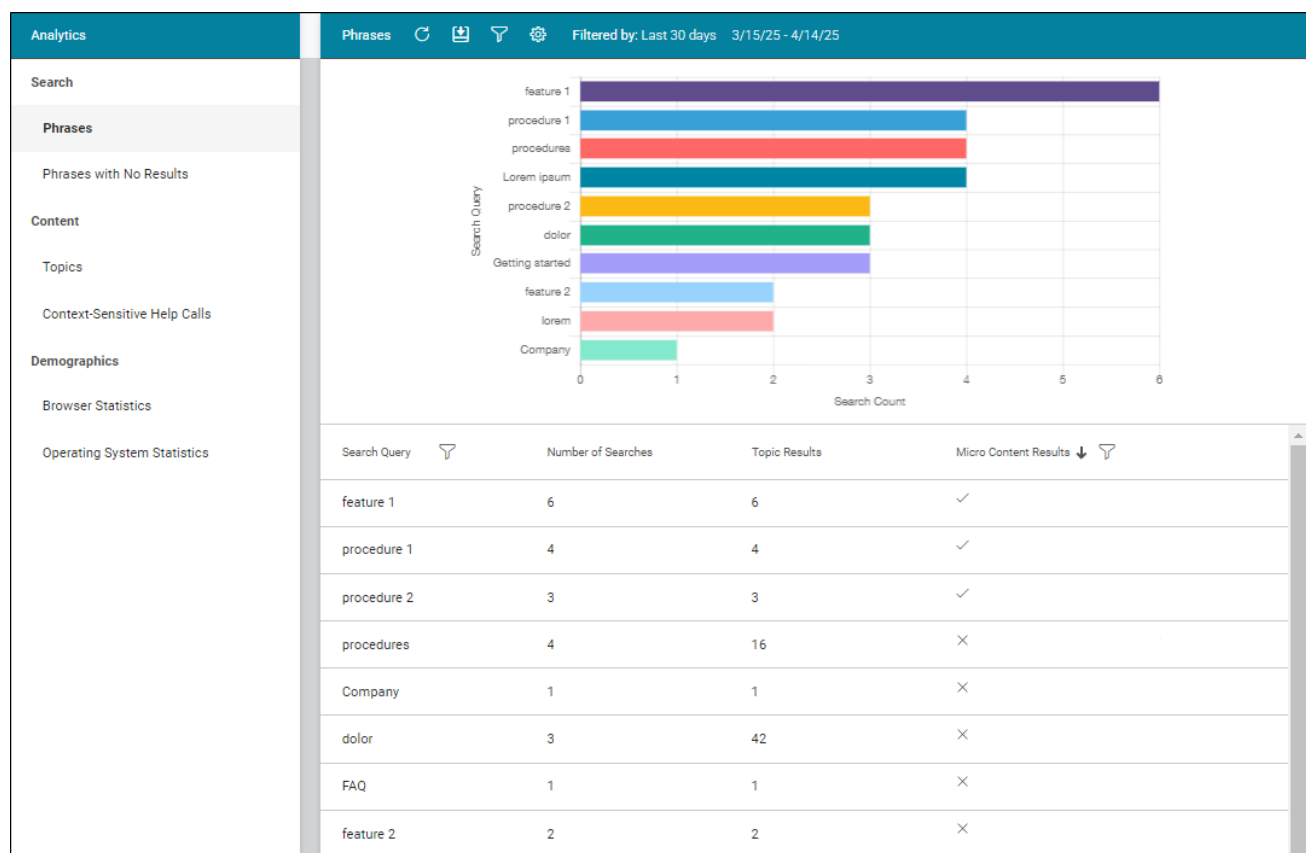 Analytics
Search
Phrases
Phrases with No Results
Content
Topics
Context-Sensitive Help Calls
Demographics
Browser Statistics
Operating System Statistics
Phrases Filtered by: Last 30 days 3/15/25 - 4/14/25
Search Query
feature 1
procedure 1
procedures
Lorem ipsum
procedure 2
dolor
Getting started
feature 2
lorem
Company
0 1 2 3 4 5 6
Search Count
Search Query Number of Searches Topic Results Micro Content Results
feature 1 6 6
procedure 1 4 4
procedure 2 3 3
procedures 4 16
Company 1 1
dolor 3 42
FAQ 1 1
feature 2 2 2